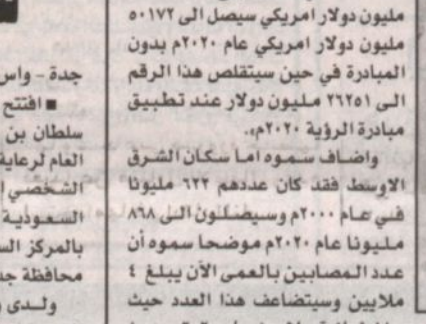 مليون دولار امريكي سيصل الى ٥٠١٧٢
مليون دولار امريكي عام ٢٠٢٠م بدون
المبادرة في حين سيتقلص هذا الرقم
الى ٢٦٢٥١ مليون دولار عند تطبيق
مبادرة الرؤية ٢٠٢٠م».
واضاف سموه اما سكان الشرق
الاوسط فقد كان عددهم ٦٢٢ مليونا
في عام ٢٠٠٠م وسيصلون الى ٨٦٨
مليونا عام ٢٠٢٠م موضحا سموه أن
عدد المصابين بالعمى الآن يبلغ ٤
ملايين وسيتضاعف هذا العدد حيث
جدة - واس
■ افتتح
سلطان بن
العام لرعاية
الشخصي
السعودية
بالمركز
محافظة
ولدى